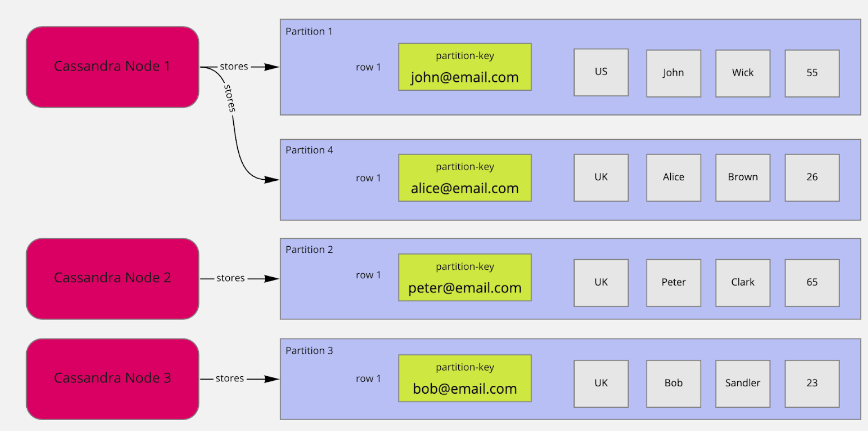 Cassandra Node 1
stores
stores
Partition 1
row 1
partition-key
john@email.com
US
John
Wick
55
Partition 4
row 1
partition-key
alice@email.com
UK
Alice
Brown
26
Cassandra Node 2
stores
Partition 2
row 1
partition-key
peter@email.com
UK
Peter
Clark
65
Cassandra Node 3
stores
Partition 3
row 1
partition-key
bob@email.com
UK
Bob
Sandler
23